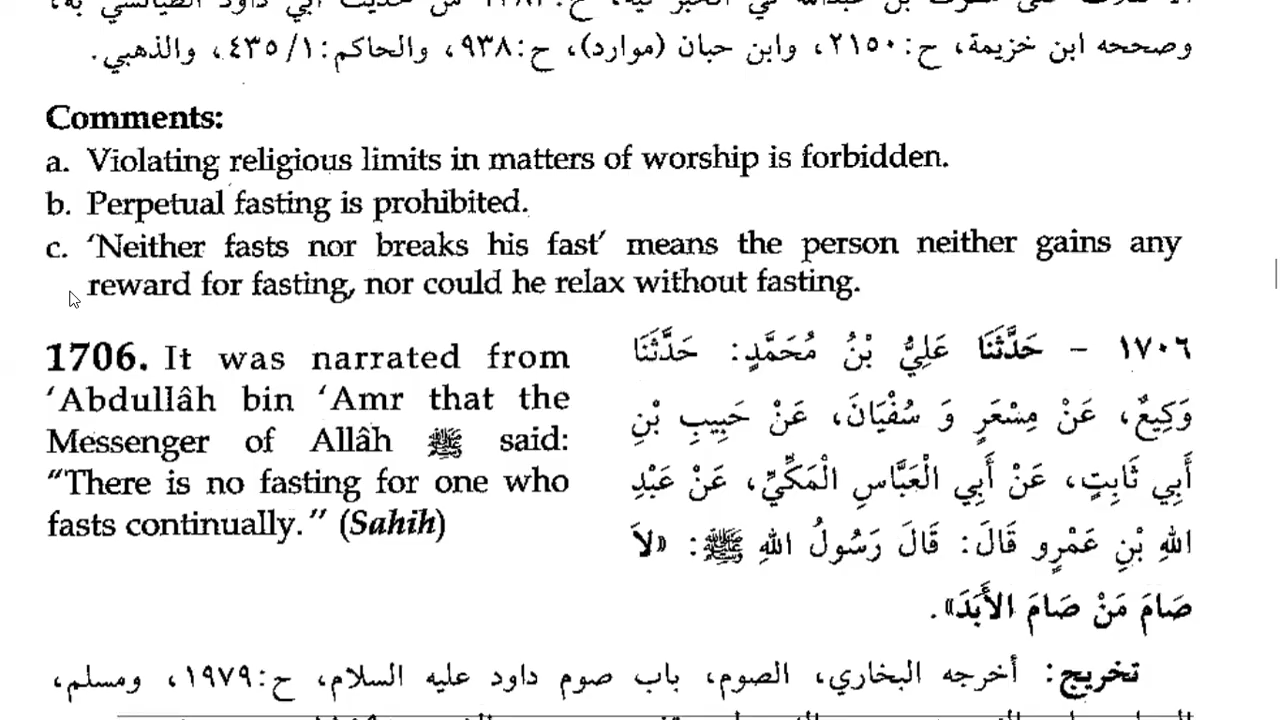 وصححه ابن خزيمة، ح:٢١٥٠، وابن حبان (موارد)، ح:٩٣٨، والحاكم:١/ ٤٣٥، والذهبي.
Comments:
a. Violating religious limits in matters of worship is forbidden.
b. Perpetual fasting is prohibited.
c. ‘Neither fasts nor breaks his fast’ means the person neither gains any
reward for fasting, nor could he relax without fasting.
1706. It was narrated from
‘Abdullâh bin ‘Amr that the
Messenger of Allâh ﷺ said:
“There is no fasting for one who
fasts continually.” (Sahih)
١٧٠٦ - حَدَّثَنَا عَلِيُّ بْنُ مُحَمَّدٍ: حَدَّثَنَا
وَكِيعٌ، عَنْ مِسْعَرٍ وَ سُفْيَانَ، عَنْ حَبِيبِ بْنِ
أَبِي ثَابِتٍ، عَنْ أَبِي الْعَبَّاسِ الْمَكِّيِّ، عَنْ عَبْدِ
اللهِ بْنِ عَمْرٍو قَالَ: قَالَ رَسُولُ اللهِ ﷺ: «لاَ
صَامَ مَنْ صَامَ الأَبَدَ».
تخريج: أخرجه البخاري، الصوم، باب صوم داود عليه السلام، ح:١٩٧٩، ومسلم،